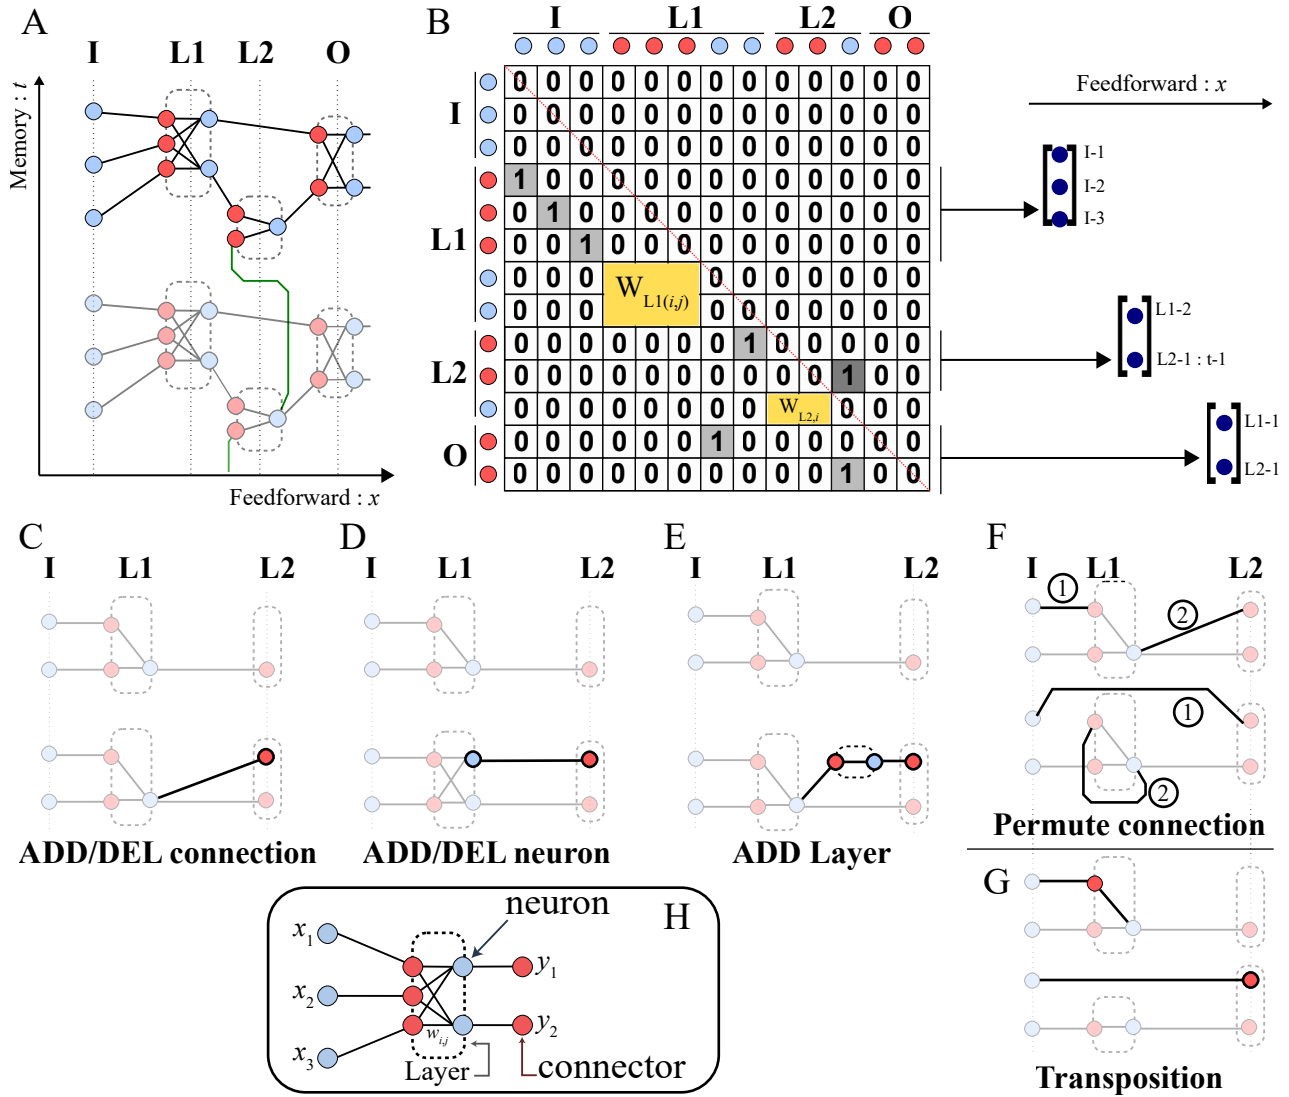 A
I L1 L2 O
Memory : t
Feedforward : x
B
I L1 L2 O
I
0 0 0 0 0 0 0 0 0 0 0 0 0
0 0 0 0 0 0 0 0 0 0 0 0 0
0 0 0 0 0 0 0 0 0 0 0 0 0
L1
1 0 0 0 0 0 0 0 0 0 0 0 0
0 1 0 0 0 0 0 0 0 0 0 0 0
0 0 1 0 0 0 0 0 0 0 0 0 0
0 0 0 W L1(i,j) 0 0 0 0 0 0 0
0 0 0 0 0 0 0 0 0 0
L2
0 0 0 0 0 0 0 1 0 0 0 0 0
0 0 0 0 0 0 0 0 0 0 1 0 0
0 0 0 0 0 0 0 0 W L2,i 0 0 0
O
0 0 0 0 0 0 1 0 0 0 0 0 0
0 0 0 0 0 0 0 0 0 0 1 0 0
Feedforward : x
I-1
I-2
I-3
L1-2
L2-1 : t-1
L1-1
L2-1
C
I L1 L2
ADD/DEL connection
D
I L1 L2
ADD/DEL neuron
E
I L1 L2
ADD Layer
F
I L1 L2
1
2
1
2
Permute connection
G
Transposition
H
neuron
x1
x2
x3
y1
y2
wi,j
Layer
connector